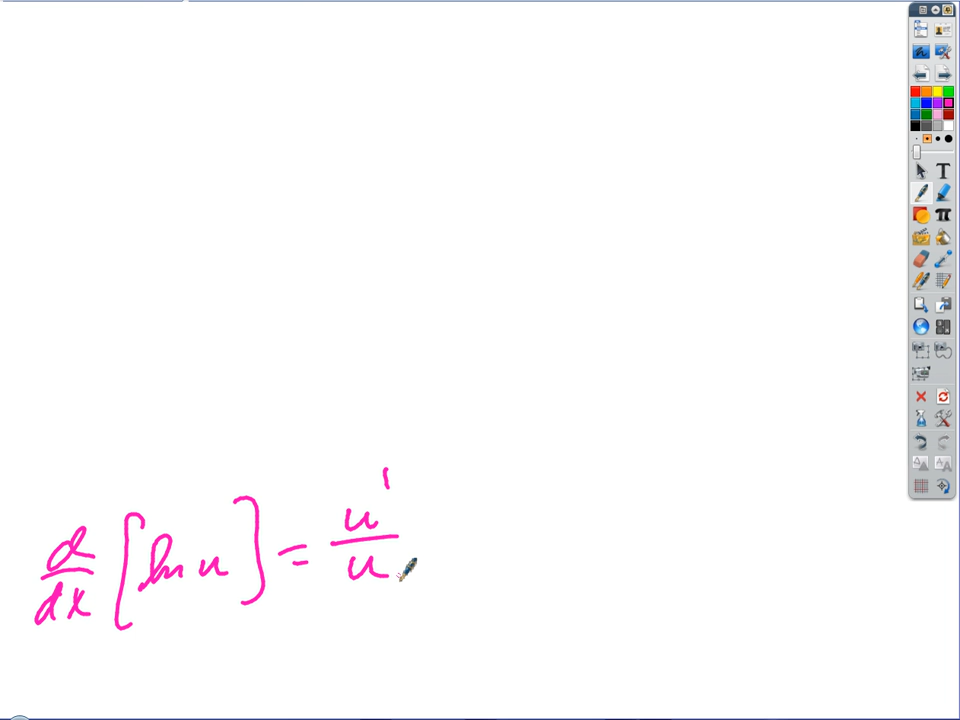 d/dx [ln u] = u'/u